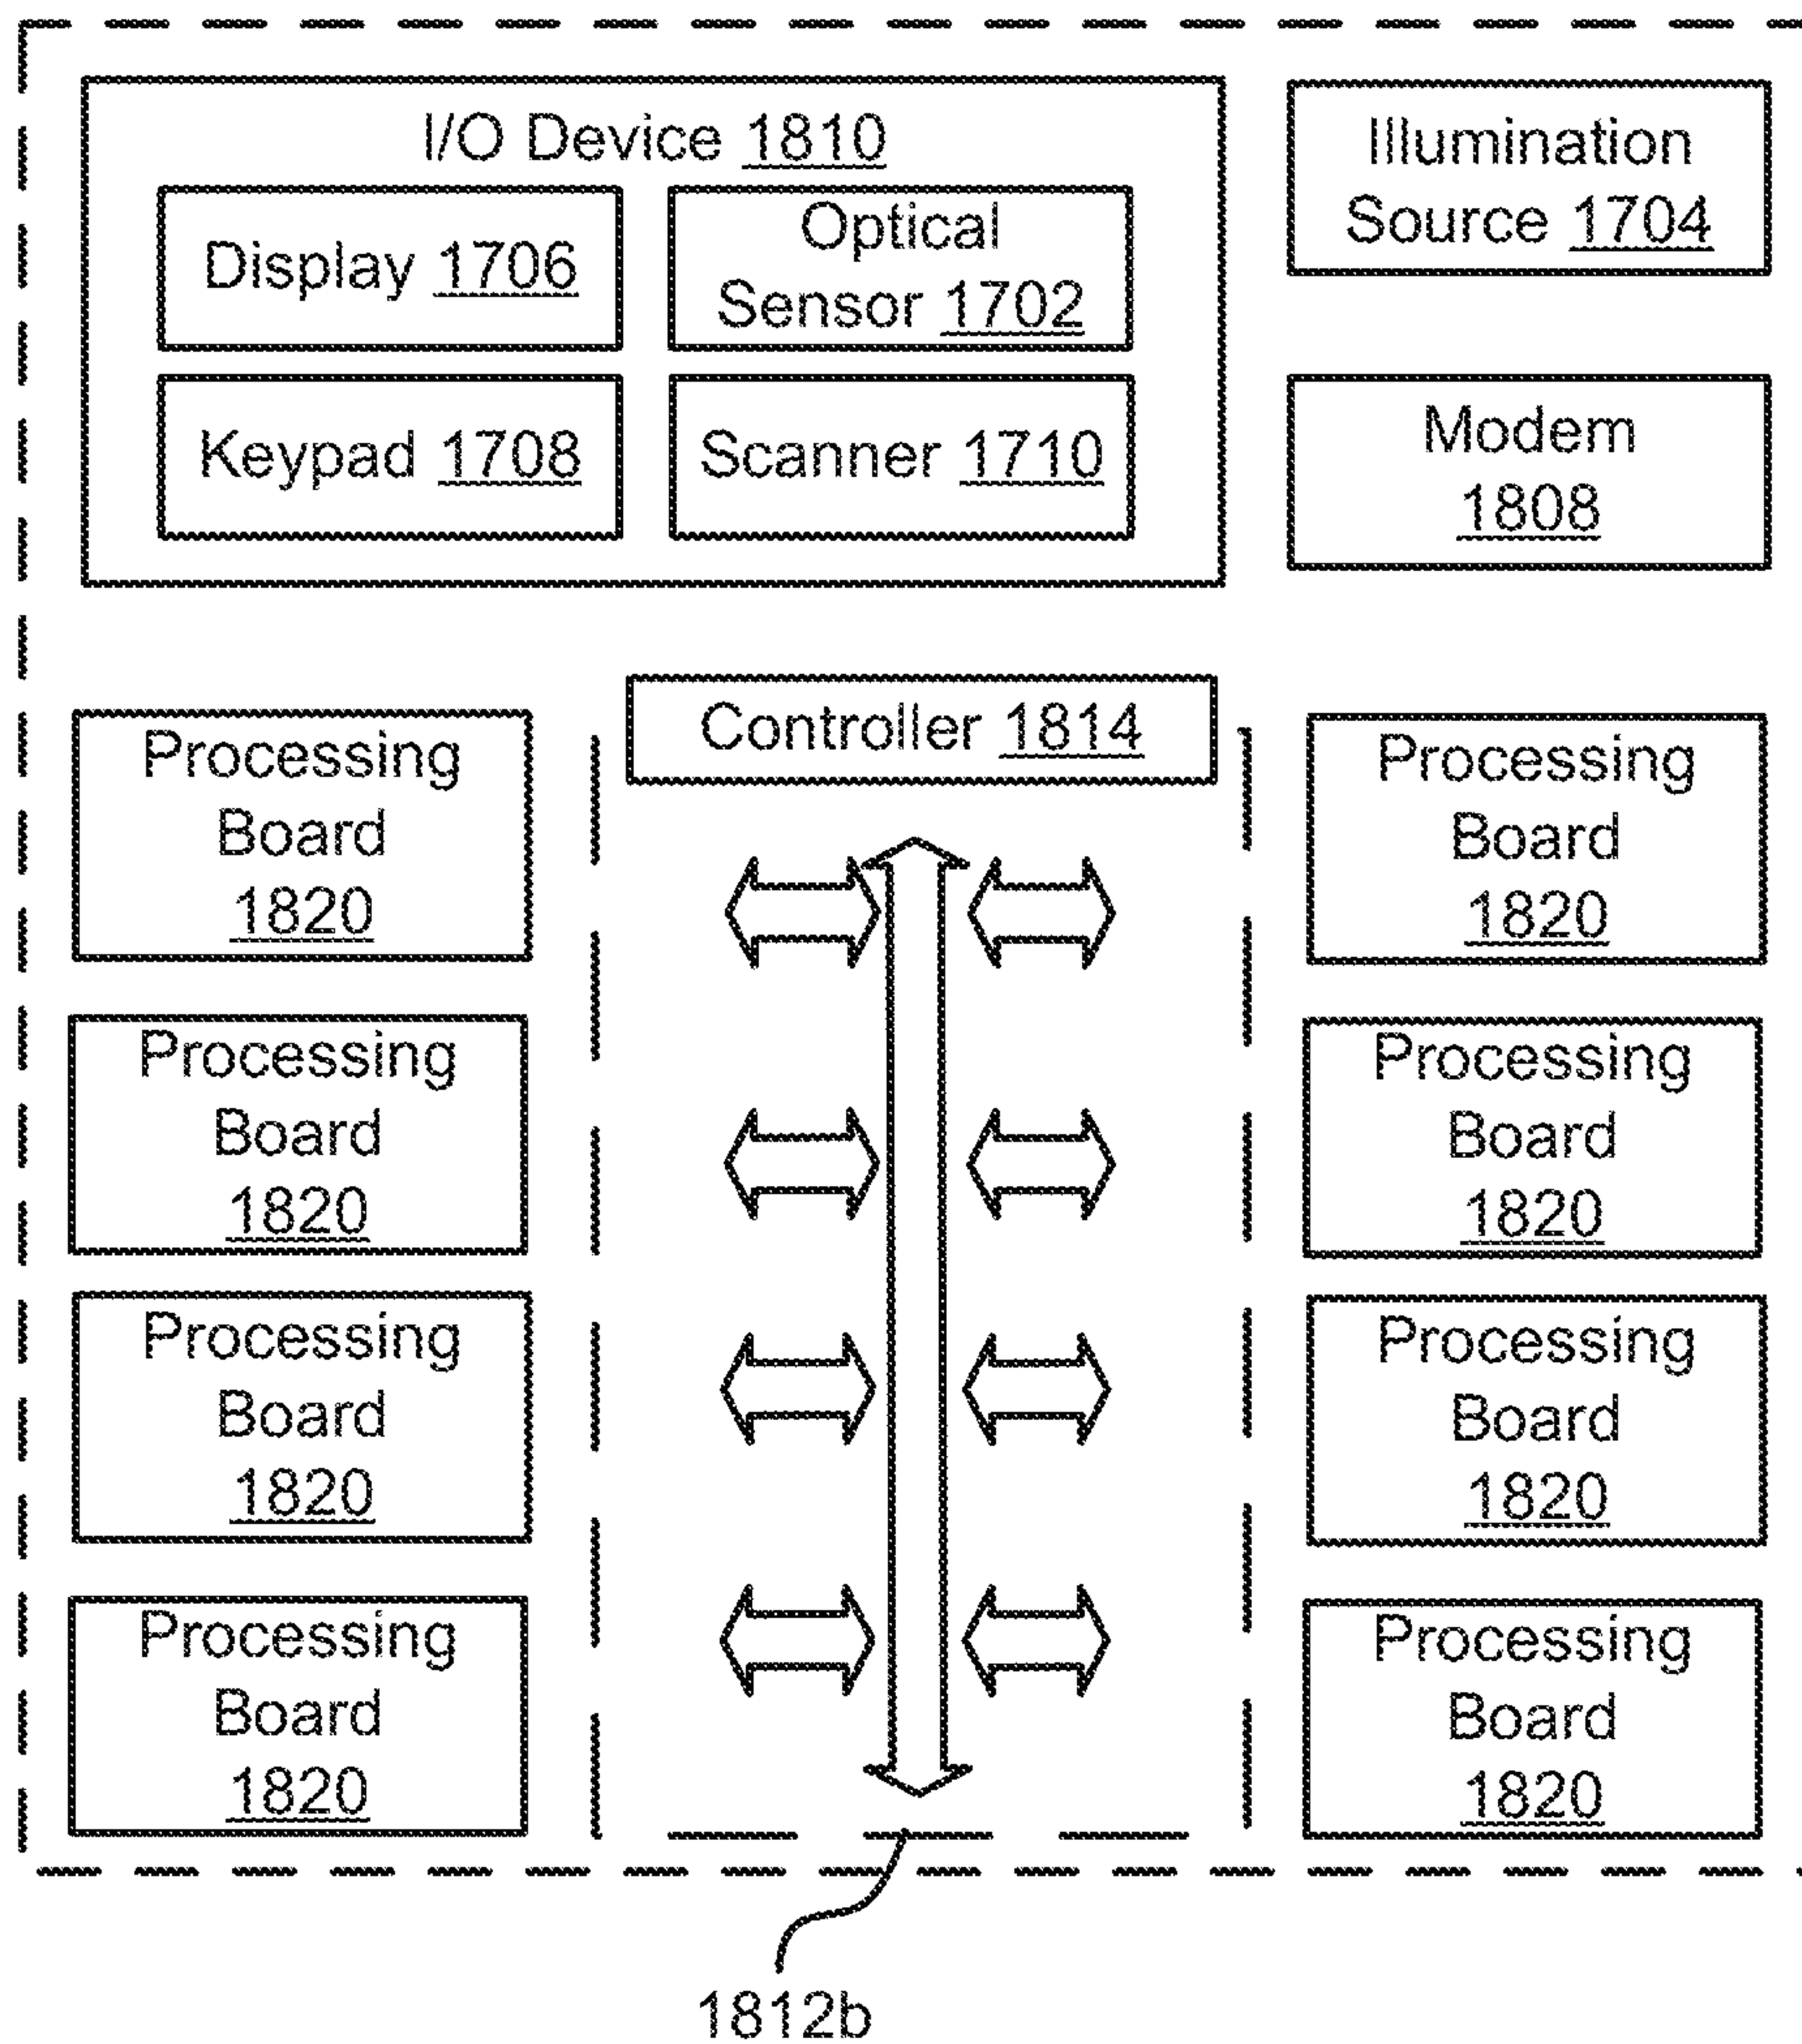 I/O Device 1810
Display 1706
Optical
Sensor 1702
Keypad 1708
Scanner 1710
Illumination
Source 1704
Modem
1808
Controller 1814
Processing
Board
1820
Processing
Board
1820
Processing
Board
1820
Processing
Board
1820
Processing
Board
1820
Processing
Board
1820
Processing
Board
1820
Processing
Board
1820
1812b